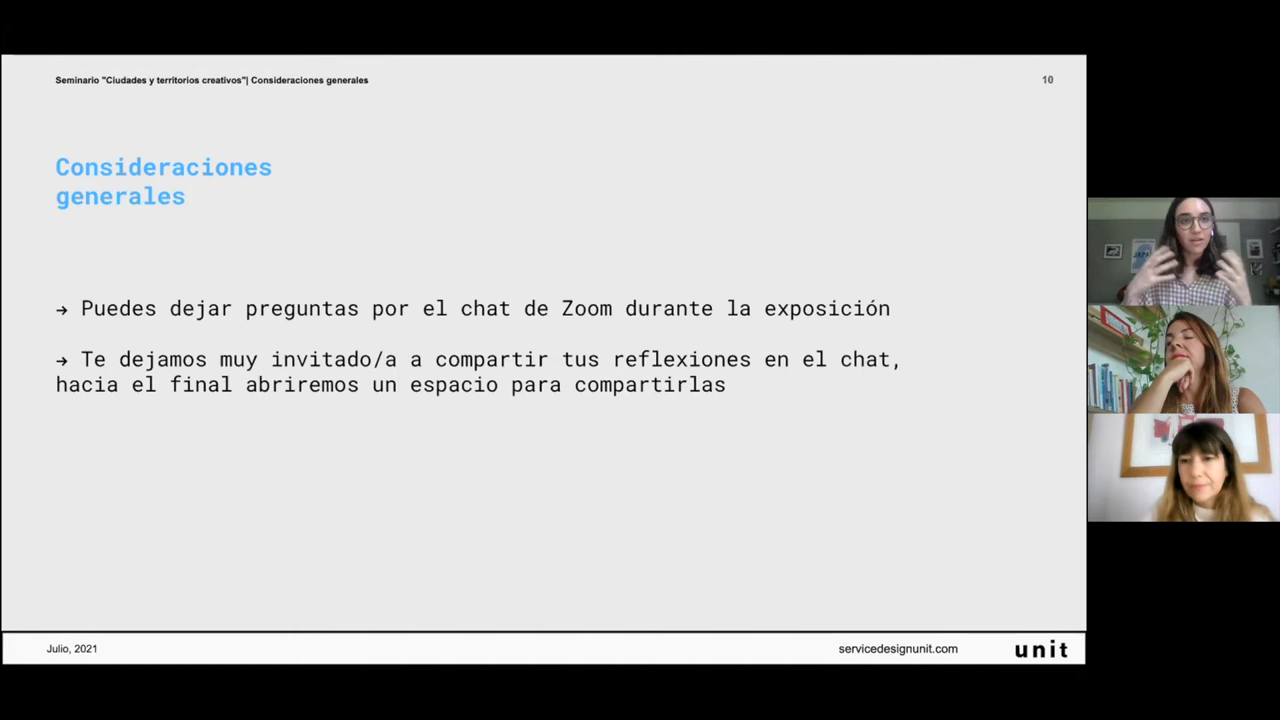 Seminario "Ciudades y territorios creativos"| Consideraciones generales
10
Consideraciones
generales
→ Puedes dejar preguntas por el chat de Zoom durante la exposición
→ Te dejamos muy invitado/a a compartir tus reflexiones en el chat,
hacia el final abriremos un espacio para compartirlas
Julio, 2021
servicedesignunit.com
unit